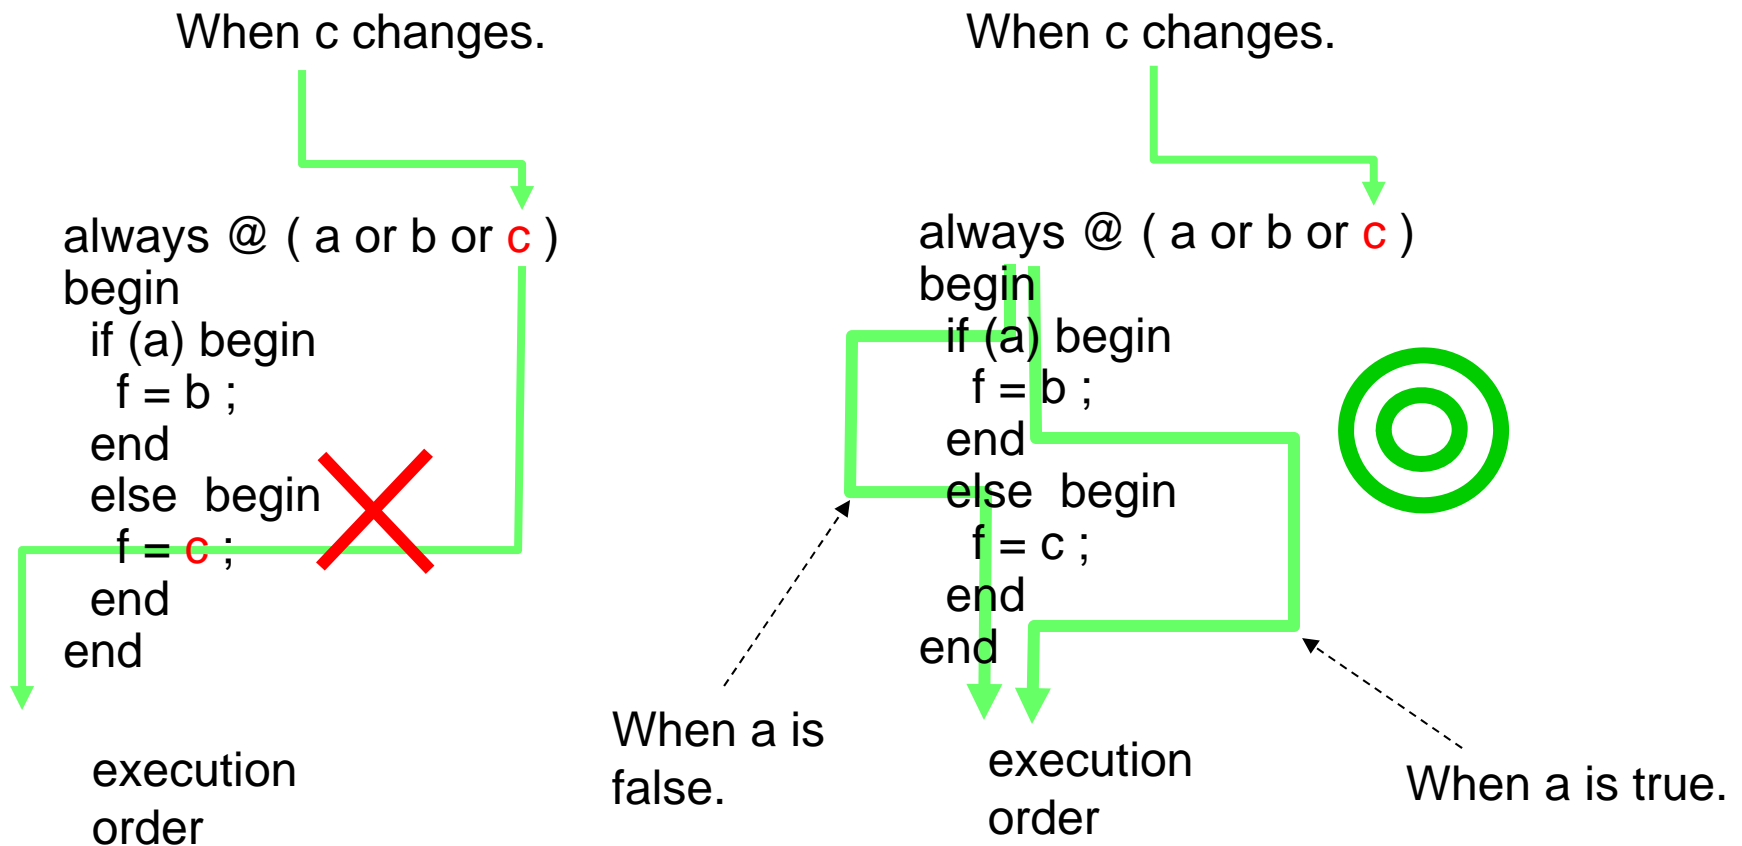 When c changes.
always @ ( a or b or c )
begin
if (a) begin
f = b ;
end
else begin
f = c ;
end
end
execution
order
When c changes.
always @ ( a or b or c )
begin
if (a) begin
f = b ;
end
else begin
f = c ;
end
end
When a is
false.
execution
order
When a is true.